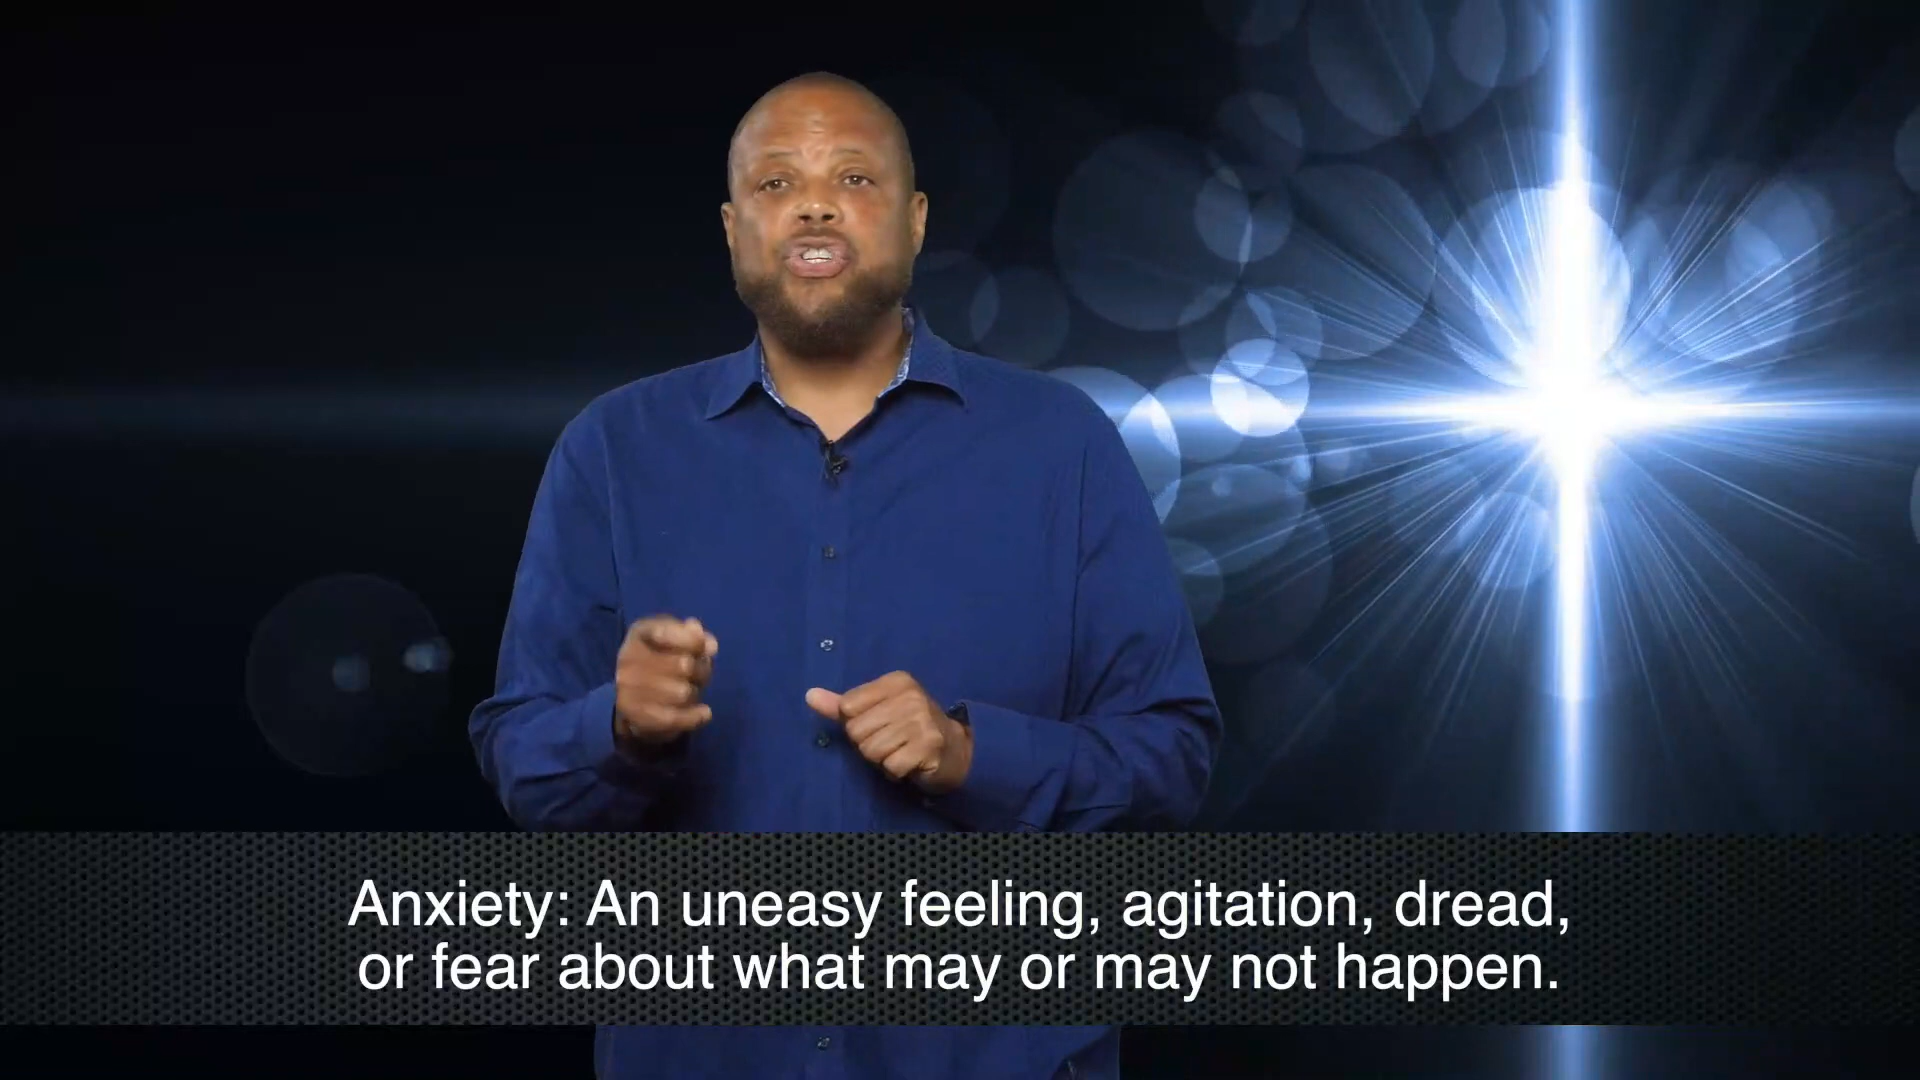 Anxiety: An uneasy feeling, agitation, dread,
or fear about what may or may not happen.